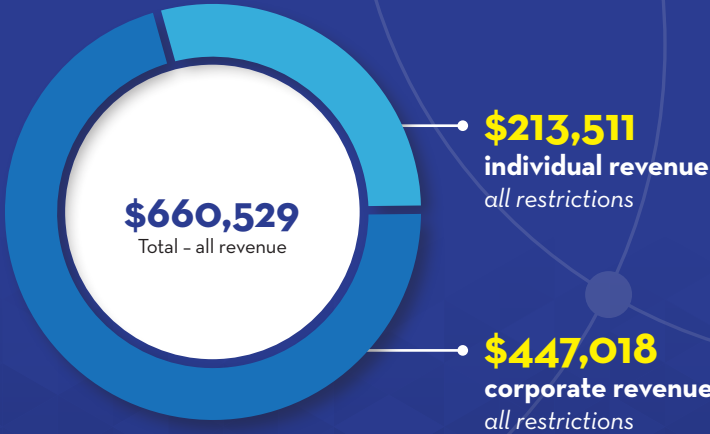 $213,511
individual revenue
all restrictions
$660,529
Total – all revenue
$447,018
corporate revenue
all restrictions